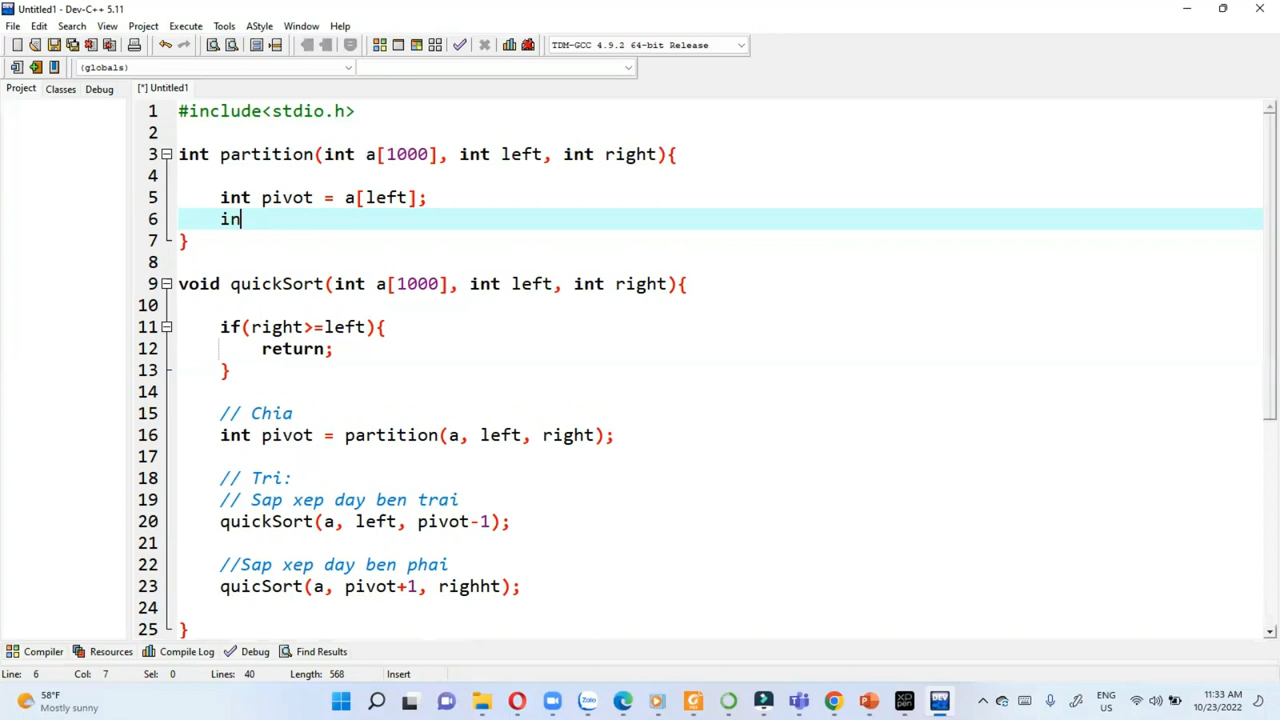 Untitled1 - Dev-C++ 5.11
File Edit Search View Project Execute Tools AStyle Window Help
TDM-GCC 4.9.2 64-bit Release
(globals)
Project Classes Debug [*] Untitled1
1 #include<stdio.h>
2
3 int partition(int a[1000], int left, int right){
4
5 int pivot = a[left];
6 in
7 }
8
9 void quickSort(int a[1000], int left, int right){
10
11 if(right>=left){
12 return;
13 }
14
15 // Chia
16 int pivot = partition(a, left, right);
17
18 // Tri:
19 // Sap xep day ben trai
20 quickSort(a, left, pivot-1);
21
22 //Sap xep day ben phai
23 quicSort(a, pivot+1, righht);
24
25 }
Compiler Resources Compile Log Debug Find Results
Line: 6 Col: 7 Sel: 0 Lines: 40 Length: 568 Insert
58°F
Mostly sunny
Zalo
XP
PEN
DEV
ENG
US
11:33 AM
10/23/2022